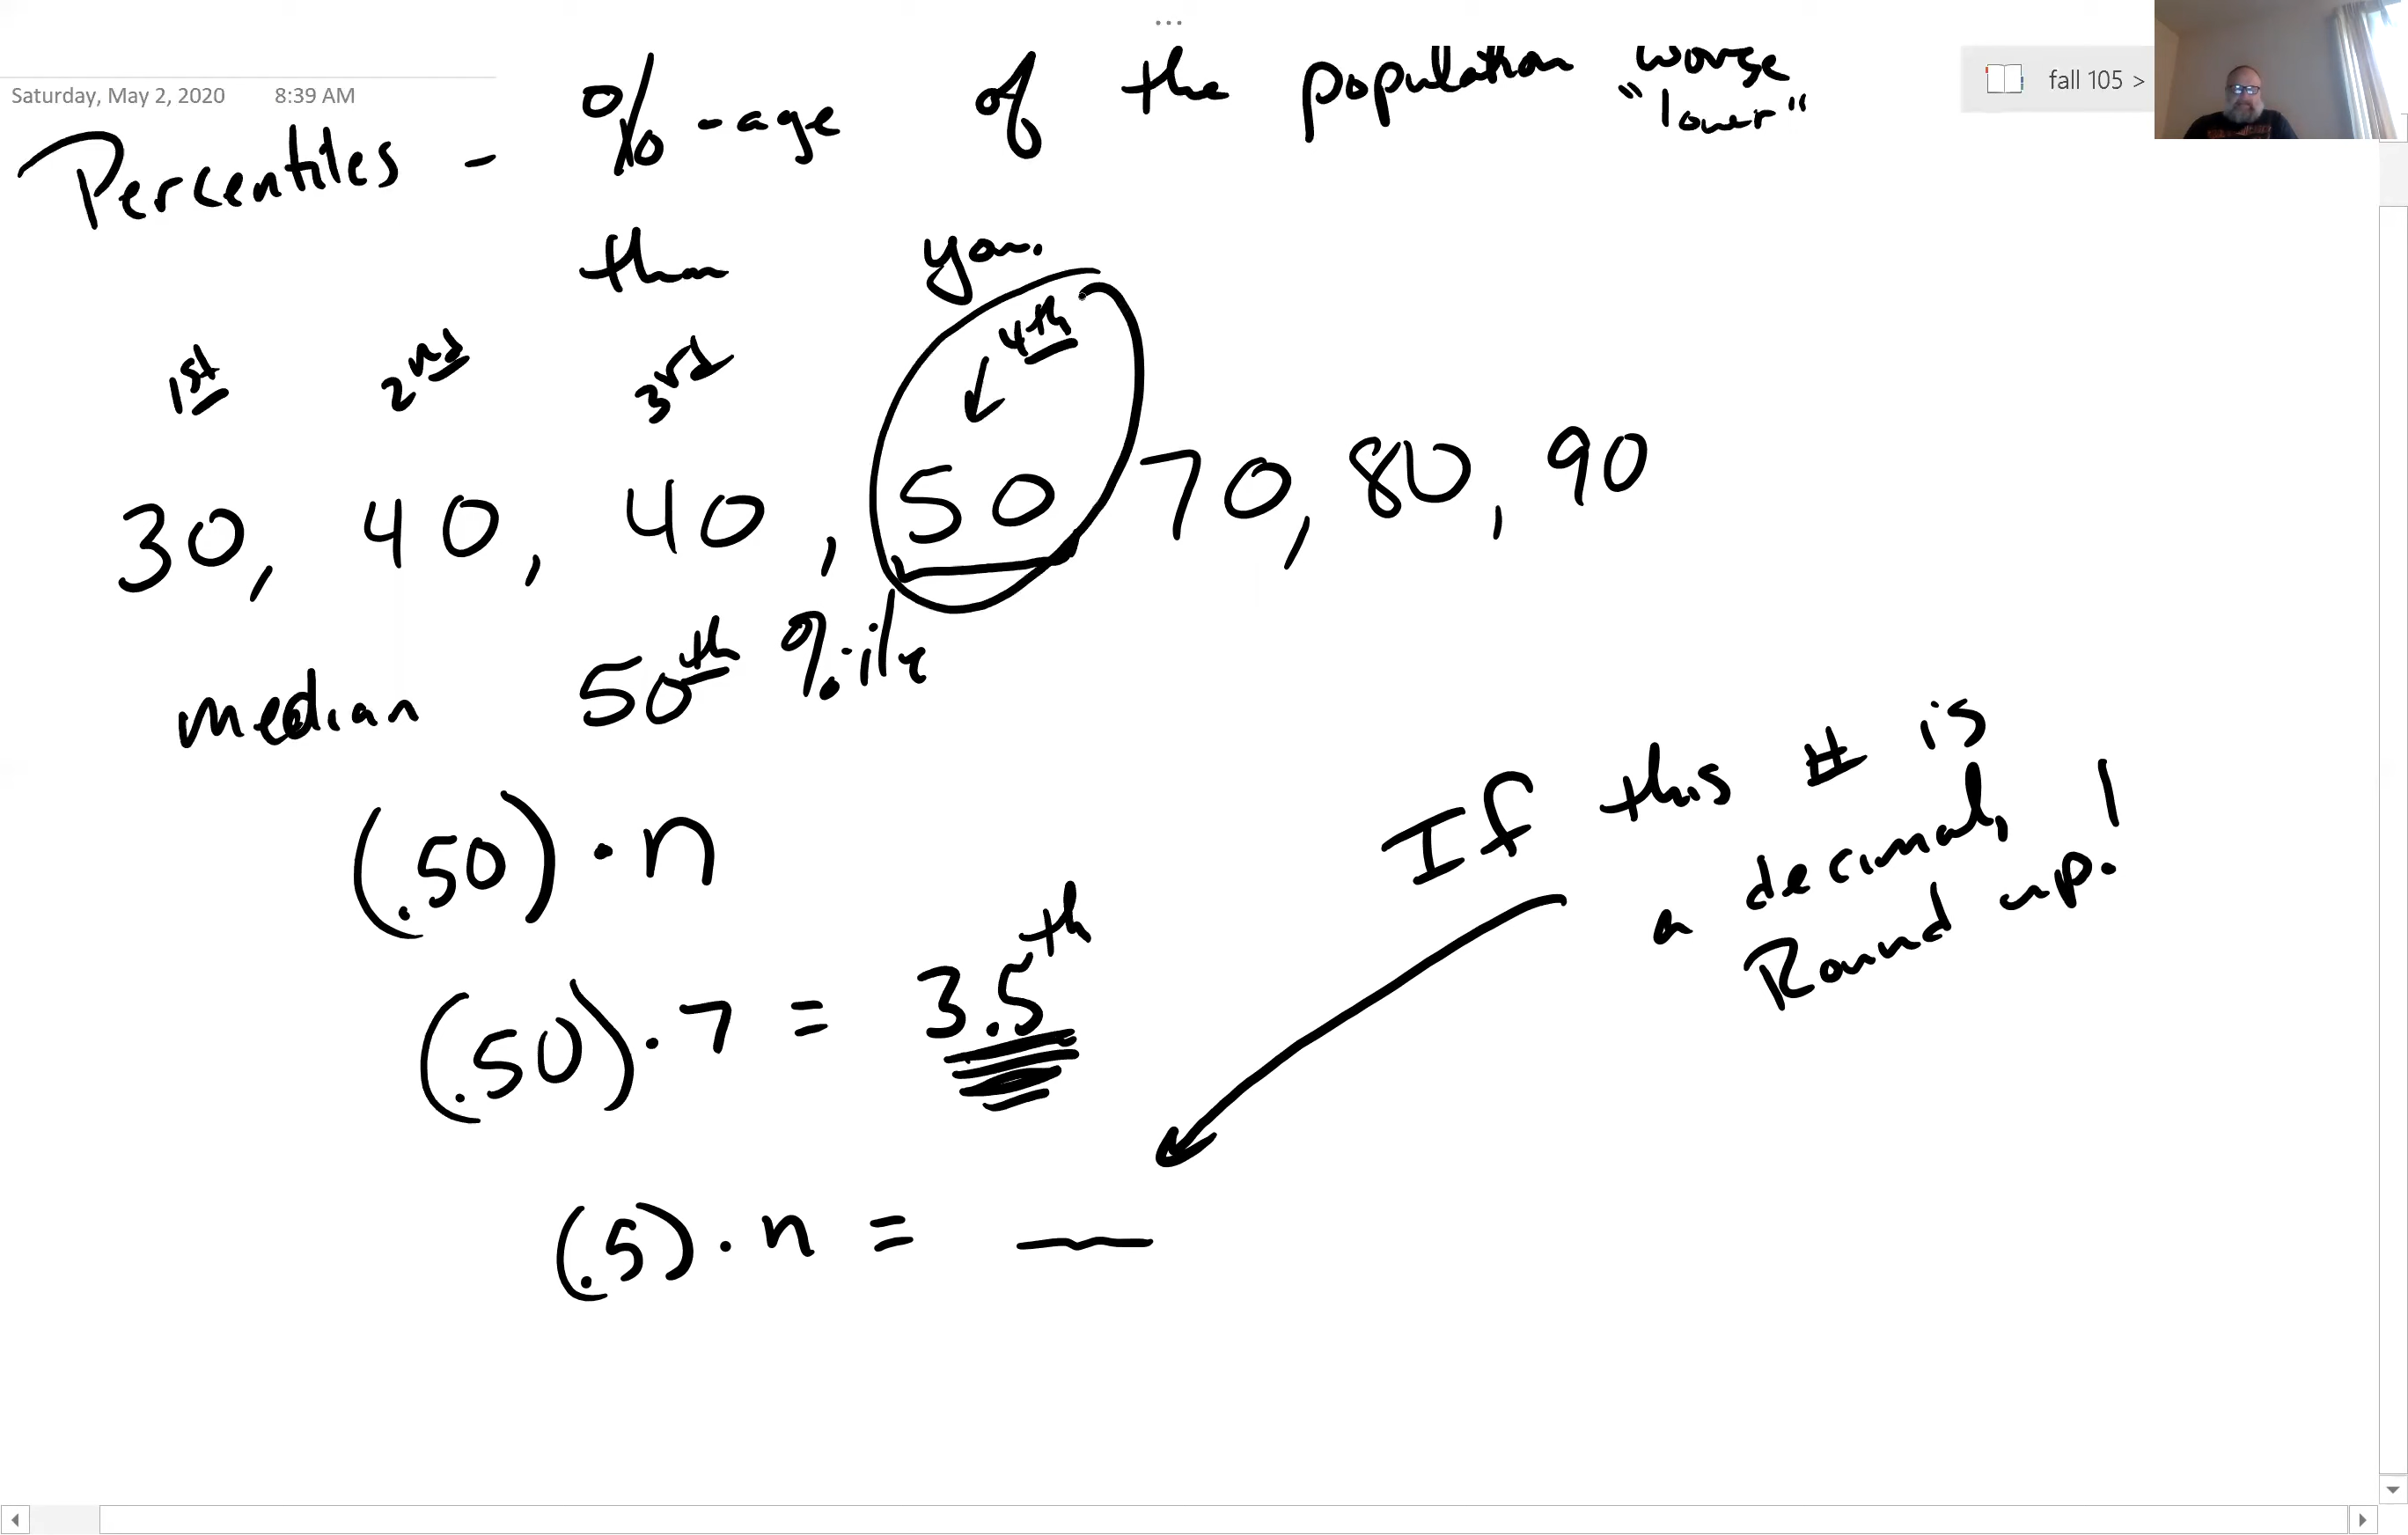 ...
fall 105 >
Saturday, May 2, 2020 8:39 AM
Percentiles - %-age of the population worse
"lower"
than you.
1st 2nd 3rd 4th
30, 40, 40, 50 70, 80, 90
median 50th %-ile
If this # is
a decimal,
Round up.
(.50) · n
(.50) · 7 = 3.5th
(.5) · n = __